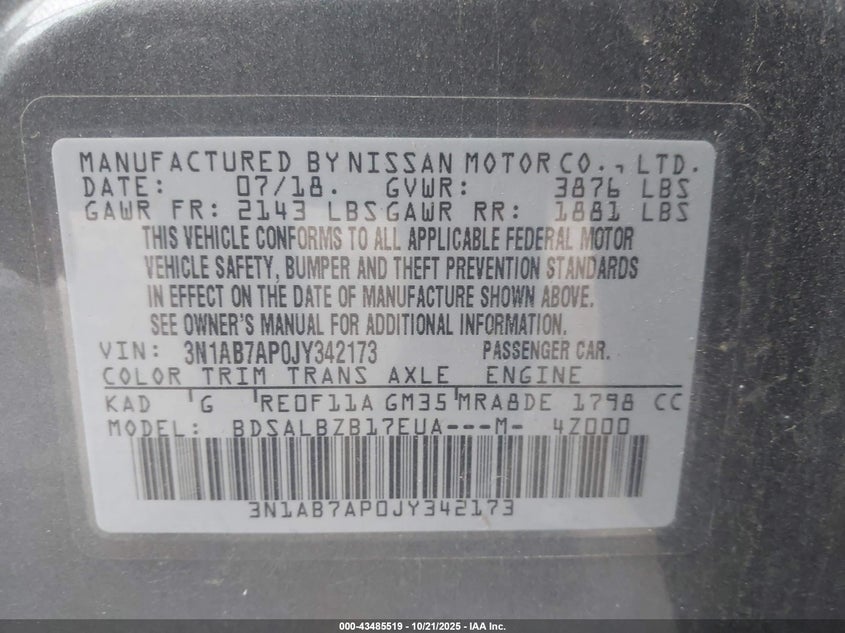 MANUFACTURED BY NISSAN MOTOR CO., LTD.
DATE: 07/18. GVWR: 3876 LBS
GAWR FR: 2143 LBS GAWR RR: 1881 LBS
THIS VEHICLE CONFORMS TO ALL APPLICABLE FEDERAL MOTOR
VEHICLE SAFETY, BUMPER AND THEFT PREVENTION STANDARDS
IN EFFECT ON THE DATE OF MANUFACTURE SHOWN ABOVE.
SEE OWNER'S MANUAL FOR ADDITIONAL INFORMATION.
VIN: 3N1AB7AP0JY342173 PASSENGER CAR.
COLOR TRIM TRANS AXLE ENGINE
KAD G RE0F11A GM35 MRA8DE 1798 CC
MODEL: BDSALBZB17EUA---M- 4Z000
3N1AB7AP0JY342173
000-43485519 - 10/21/2025 - IAA Inc.